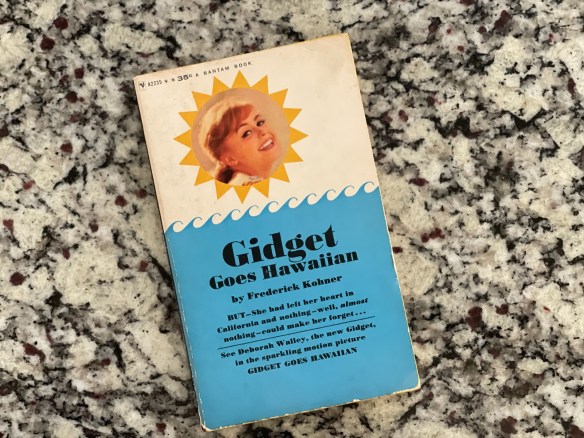 A2235 35¢ A BANTAM BOOK
Gidget
Goes Hawaiian
by Frederick Kohner
BUT—She had left her heart in
California and nothing—well, almost
nothing—could make her forget...
See Deborah Walley, the new Gidget,
in the sparkling motion picture
GIDGET GOES HAWAIIAN